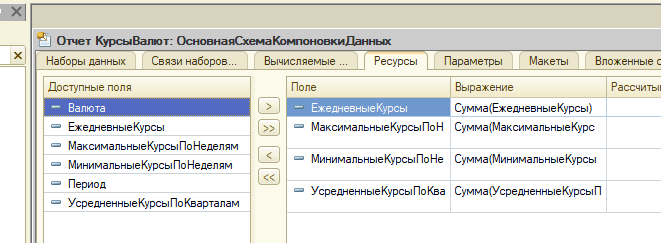 Отчет КурсыВалют: ОсновнаяСхемаКомпоновкиДанных
Наборы данных Связи наборов... Вычисляемые ... Ресурсы Параметры Макеты Вложенные с
Доступные поля Поле Выражение Рассчиты
Валюта > ЕжедневныеКурсы Сумма(ЕжедневныеКурсы)
ЕжедневныеКурсы >> МаксимальныеКурсыПоН Сумма(МаксимальныеКурс
МаксимальныеКурсыПоНеделям
МинимальныеКурсыПоНеделям < МинимальныеКурсыПоНе Сумма(МинимальныеКурсы
Период <<
УсредненныеКурсыПоКварталам УсредненныеКурсыПоКва Сумма(УсредненныеКурсыП